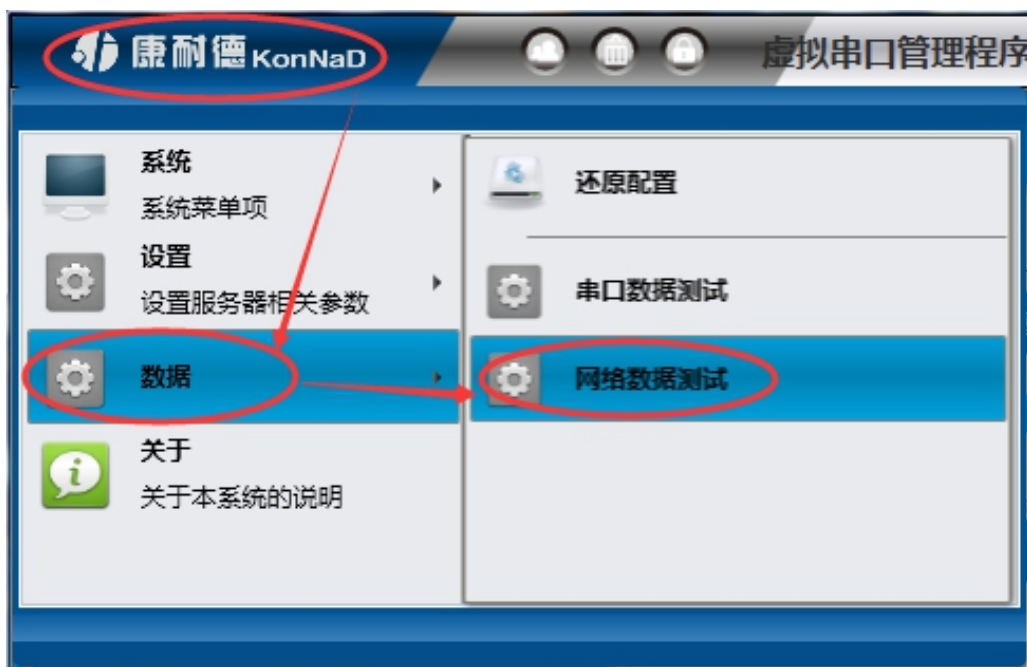 康耐德 KonNaD
虚拟串口管理程序
系统
系统菜单项
设置
设置服务器相关参数
数据
关于
关于本系统的说明
还原配置
串口数据测试
网络数据测试